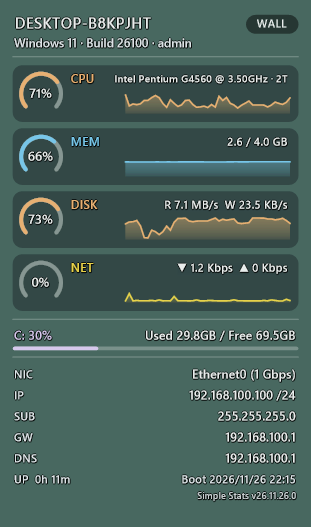 DESKTOP-B8KPJHT WALL
Windows 11 · Build 26100 · admin
CPU Intel Pentium G4560 @ 3.50GHz · 2T
71%
MEM 2.6 / 4.0 GB
66%
DISK R 7.1 MB/s W 23.5 KB/s
73%
NET ▼ 1.2 Kbps ▲ 0 Kbps
0%
C: 30% Used 29.8GB / Free 69.5GB
NIC Ethernet0 (1 Gbps)
IP 192.168.100.100 /24
SUB 255.255.255.0
GW 192.168.100.1
DNS 192.168.100.1
UP 0h 11m Boot 2026/11/26 22:15
Simple Stats v26.11.26.0